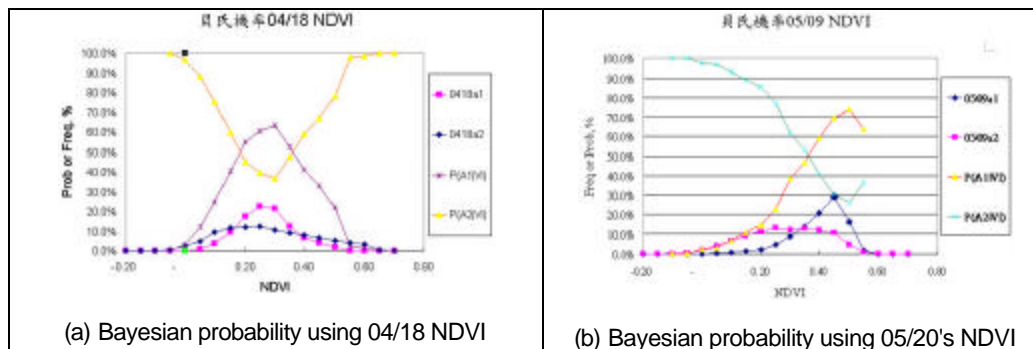 貝氏機率04/18 NDVI
100.0%
90.0%
80.0%
70.0%
60.0%
50.0%
40.0%
30.0%
20.0%
10.0%
0.0%
-0.20
-
0.20
0.40
0.60
Prob or Freq, %
NDVI
0418a1
0418a2
P(A1|VI)
P(A2|VI)
(a) Bayesian probability using 04/18 NDVI
貝氏機率05/09 NDVI
100.0%
90.0%
80.0%
70.0%
60.0%
50.0%
40.0%
30.0%
20.0%
10.0%
0.0%
-0.20
-
0.20
0.40
0.60
0.80
Freq or Prob, %
NDVI
0509a1
0509a2
P(A1|VI)
P(A2|VI)
(b) Bayesian probability using 05/20's NDVI